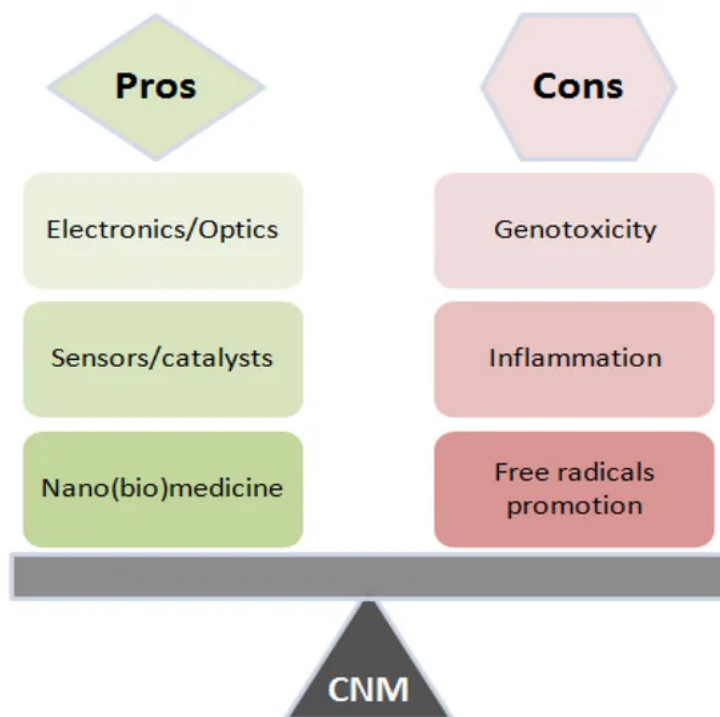 Pros
Cons
Electronics/Optics
Genotoxicity
Sensors/catalysts
Inflammation
Nano(bio)medicine
Free radicals
promotion
CNM